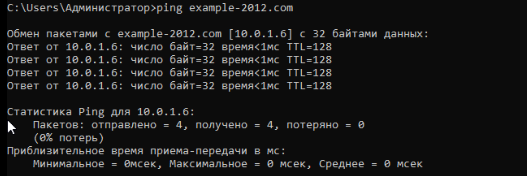 C:\Users\Администратор>ping example-2012.com
Обмен пакетами с example-2012.com [10.0.1.6] с 32 байтами данных:
Ответ от 10.0.1.6: число байт=32 время<1мс TTL=128
Ответ от 10.0.1.6: число байт=32 время<1мс TTL=128
Ответ от 10.0.1.6: число байт=32 время<1мс TTL=128
Ответ от 10.0.1.6: число байт=32 время<1мс TTL=128
Статистика Ping для 10.0.1.6:
Пакетов: отправлено = 4, получено = 4, потеряно = 0
(0% потерь)
Приблизительное время приема-передачи в мс:
Минимальное = 0мсек, Максимальное = 0 мсек, Среднее = 0 мсек